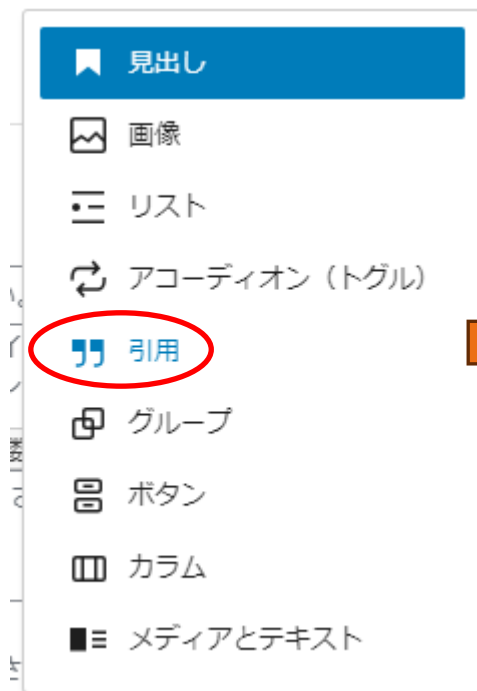 見出し
画像
リスト
アコーディオン（トグル）
引用
グループ
ボタン
カラム
メディアとテキスト